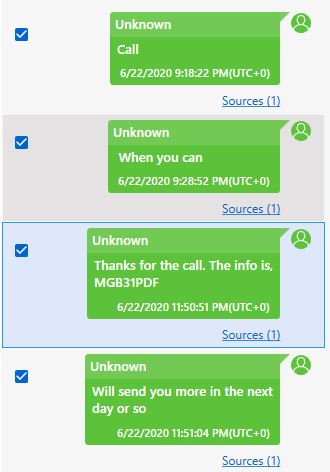 Unknown
Call
6/22/2020 9:18:22 PM(UTC+0)
Sources (1)
Unknown
When you can
6/22/2020 9:28:52 PM(UTC+0)
Sources (1)
Unknown
Thanks for the call. The info is,
MGB31PDF
6/22/2020 11:50:51 PM(UTC+0)
Sources (1)
Unknown
Will send you more in the next
day or so
6/22/2020 11:51:04 PM(UTC+0)
Sources (1)